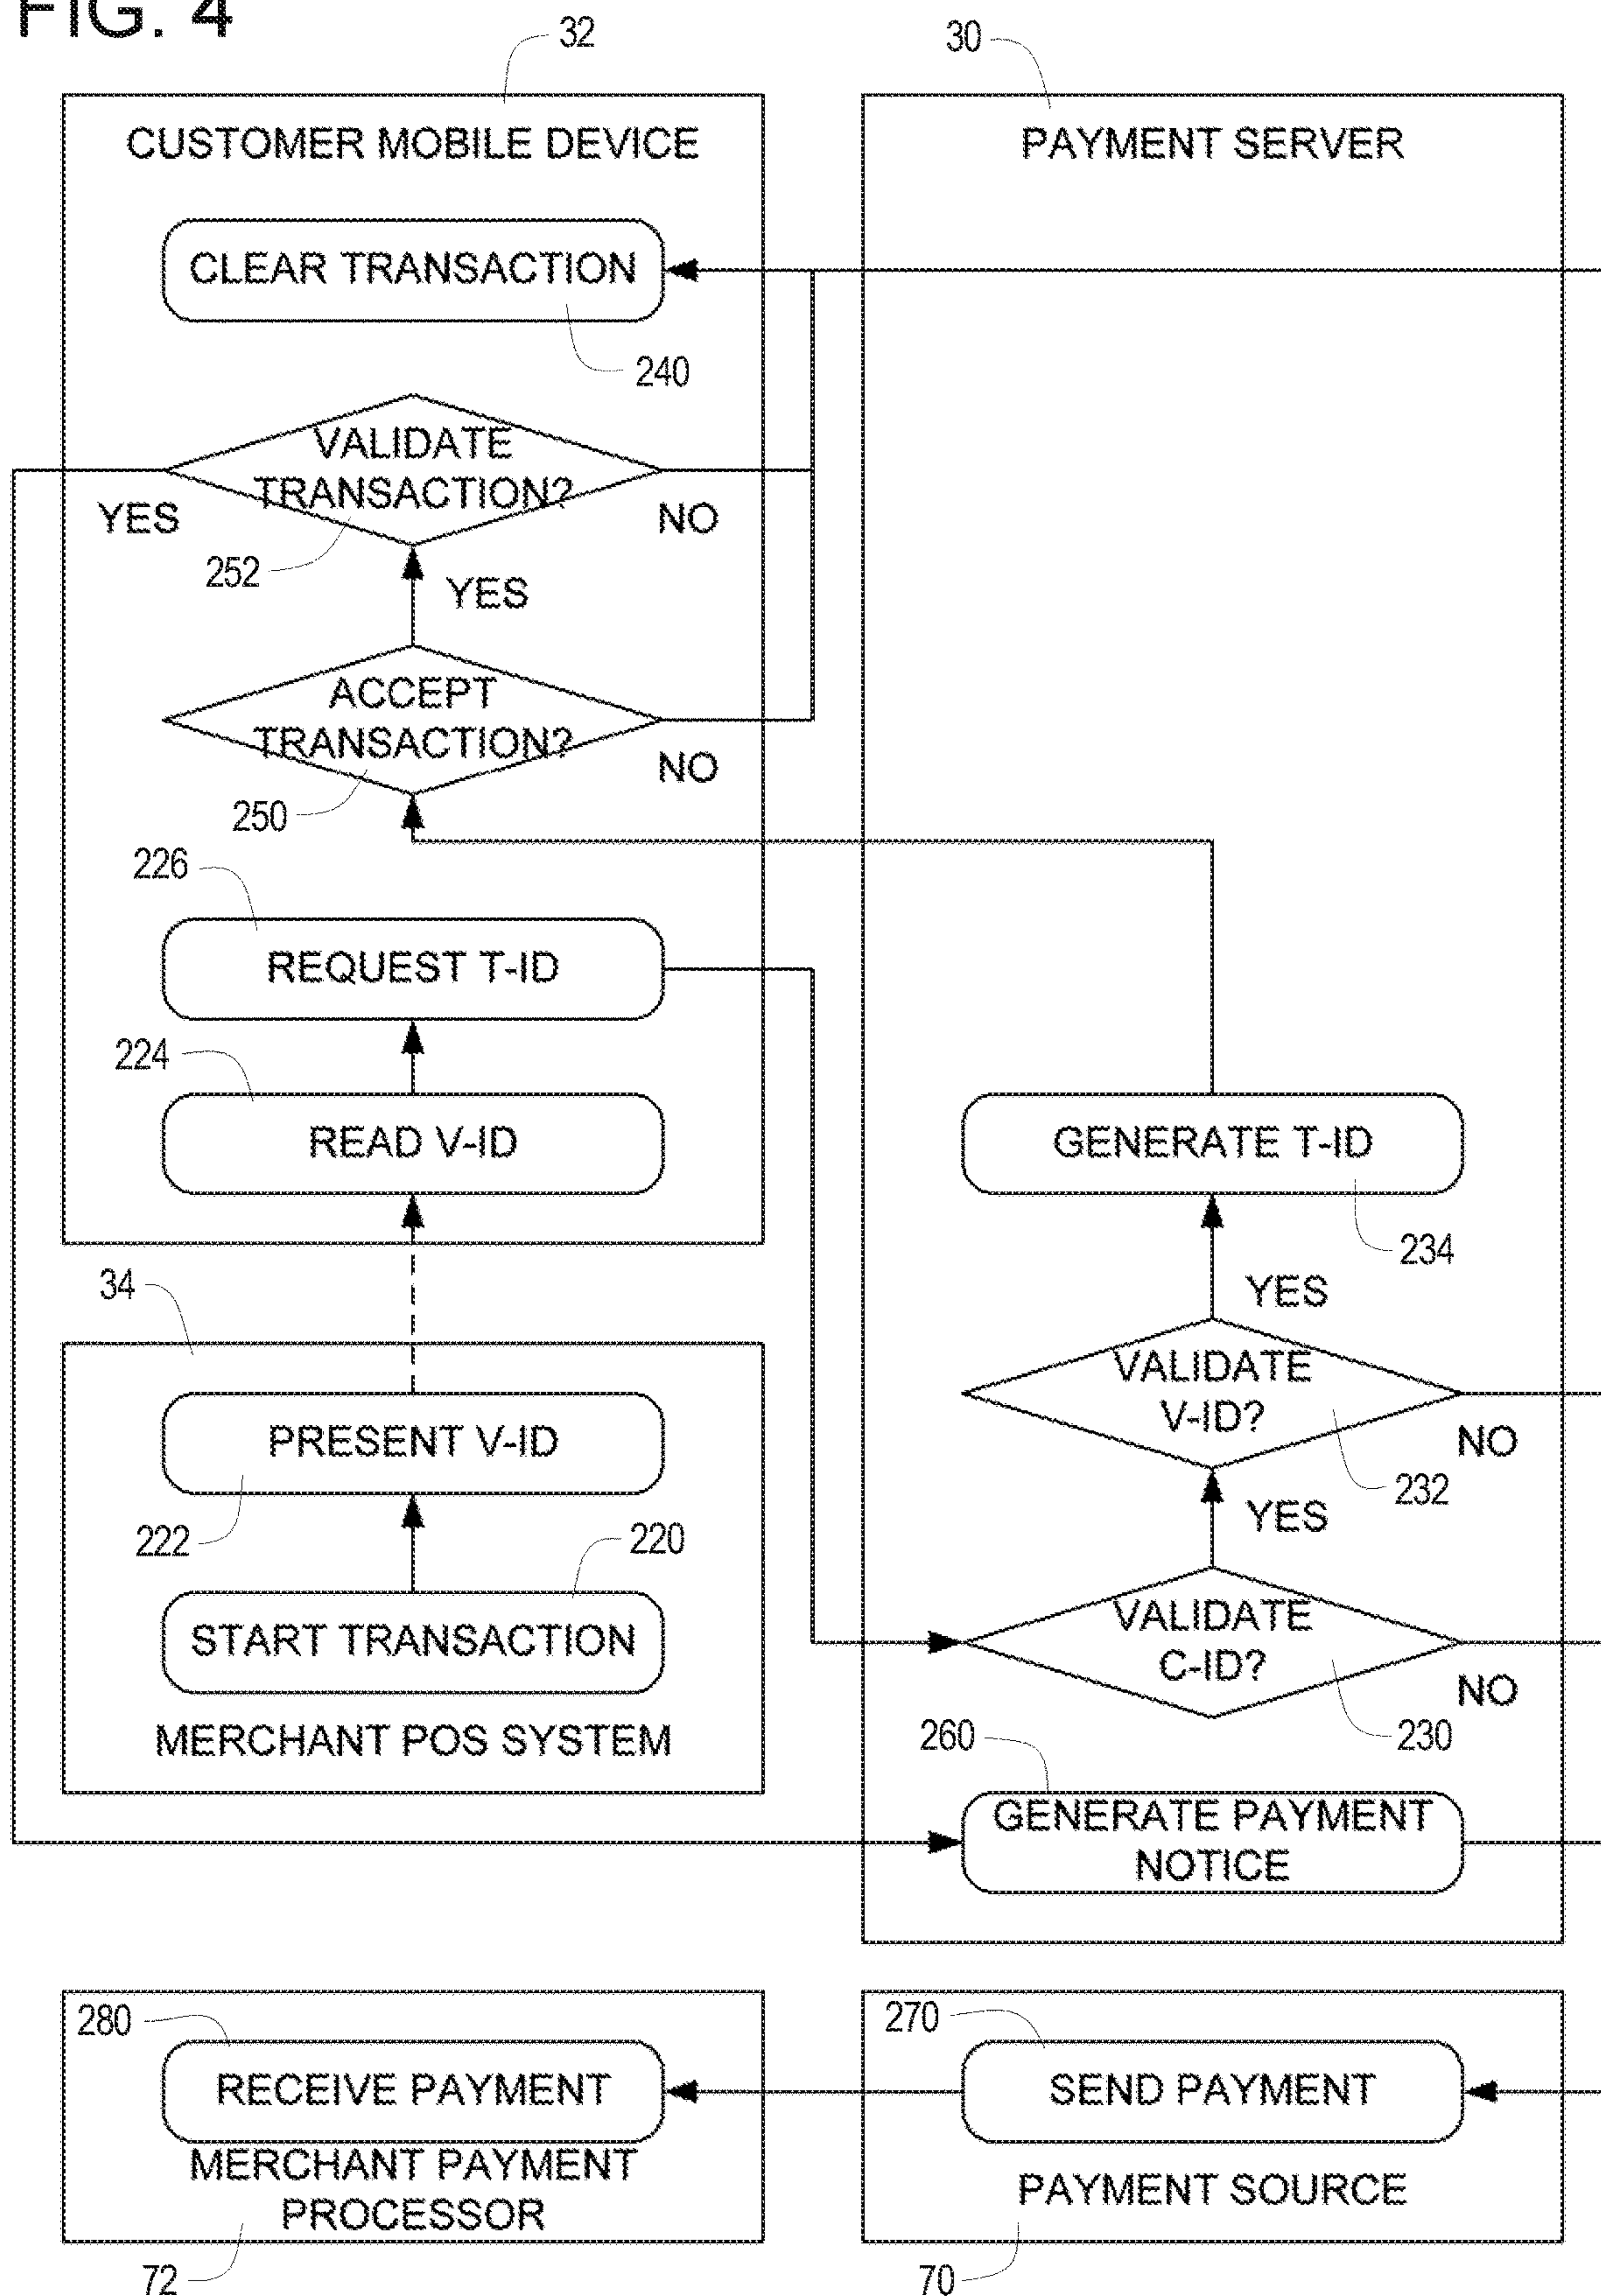 FIG. 4
32
30
CUSTOMER MOBILE DEVICE
PAYMENT SERVER
CLEAR TRANSACTION
240
VALIDATE
TRANSACTION?
YES
NO
252
YES
ACCEPT
TRANSACTION?
NO
250
226
REQUEST T-ID
224
READ V-ID
GENERATE T-ID
234
34
YES
VALIDATE
V-ID?
PRESENT V-ID
NO
232
222
220
YES
START TRANSACTION
VALIDATE
C-ID?
NO
MERCHANT POS SYSTEM
260
230
GENERATE PAYMENT
NOTICE
280
270
RECEIVE PAYMENT
SEND PAYMENT
MERCHANT PAYMENT
PROCESSOR
PAYMENT SOURCE
72
70